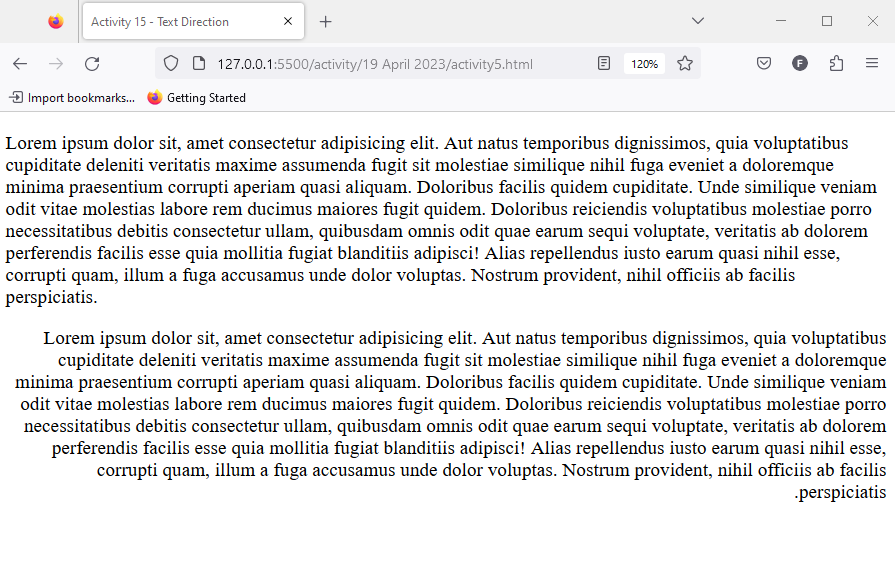 Activity 15 - Text Direction
127.0.0.1:5500/activity/19 April 2023/activity5.html
120%
F
Import bookmarks...
Getting Started
Lorem ipsum dolor sit, amet consectetur adipisicing elit. Aut natus temporibus dignissimos, quia voluptatibus
cupiditate deleniti veritatis maxime assumenda fugit sit molestiae similique nihil fuga eveniet a doloremque
minima praesentium corrupti aperiam quasi aliquam. Doloribus facilis quidem cupiditate. Unde similique veniam
odit vitae molestias labore rem ducimus maiores fugit quidem. Doloribus reiciendis voluptatibus molestiae porro
necessitatibus debitis consectetur ullam, quibusdam omnis odit quae earum sequi voluptate, veritatis ab dolorem
perferendis facilis esse quia mollitia fugiat blanditiis adipisci! Alias repellendus iusto earum quasi nihil esse,
corrupti quam, illum a fuga accusamus unde dolor voluptas. Nostrum provident, nihil officiis ab facilis
perspiciatis.
Lorem ipsum dolor sit, amet consectetur adipisicing elit. Aut natus temporibus dignissimos, quia voluptatibus
cupiditate deleniti veritatis maxime assumenda fugit sit molestiae similique nihil fuga eveniet a doloremque
minima praesentium corrupti aperiam quasi aliquam. Doloribus facilis quidem cupiditate. Unde similique veniam
odit vitae molestias labore rem ducimus maiores fugit quidem. Doloribus reiciendis voluptatibus molestiae porro
necessitatibus debitis consectetur ullam, quibusdam omnis odit quae earum sequi voluptate, veritatis ab dolorem
perferendis facilis esse quia mollitia fugiat blanditiis adipisci! Alias repellendus iusto earum quasi nihil esse,
corrupti quam, illum a fuga accusamus unde dolor voluptas. Nostrum provident, nihil officiis ab facilis
.perspiciatis